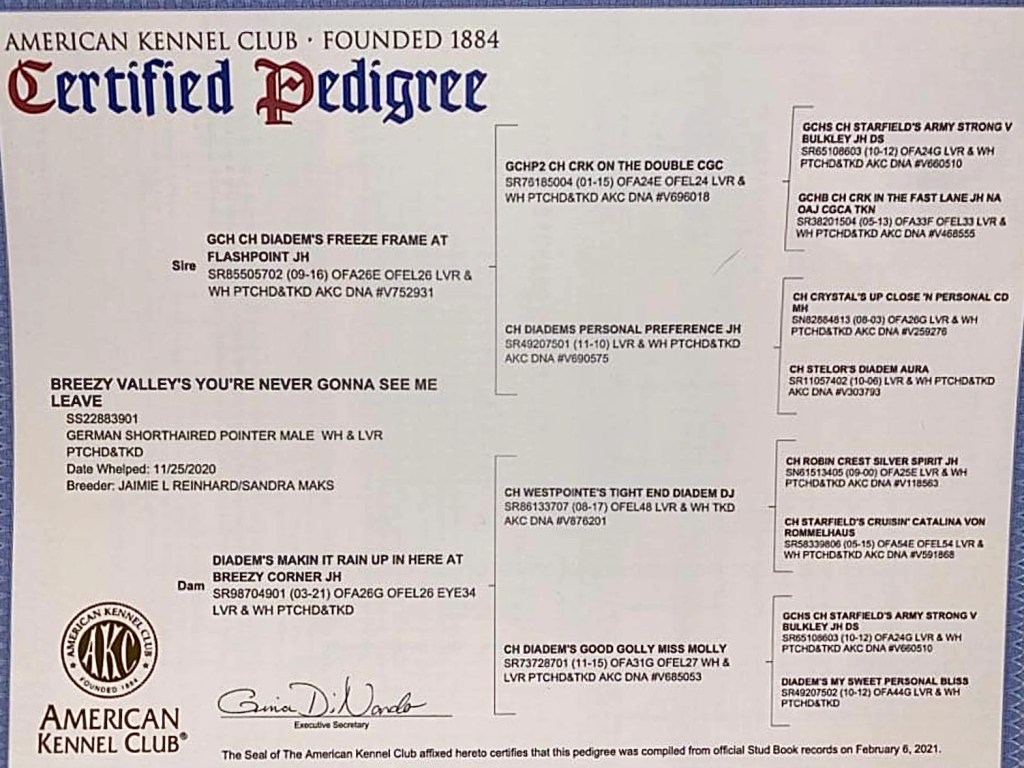 AMERICAN KENNEL CLUB · FOUNDED 1884
Certified Pedigree
GCHS CH STARFIELD'S ARMY STRONG V
BULKLEY JH DS
SR65108603 (10-12) OFA24G LVR & WH
PTCHD&TKD AKC DNA #V660510
GCHP2 CH CRK ON THE DOUBLE CGC
SR76185004 (01-15) OFA24E OFEL24 LVR &
WH PTCHD&TKD AKC DNA #V696018
GCHB CH CRK IN THE FAST LANE JH NA
OAJ CGCA TKN
SR38201504 (05-13) OFA33F OFEL33 LVR &
WH PTCHD&TKD AKC DNA #V468555
Sire
GCH CH DIADEM'S FREEZE FRAME AT
FLASHPOINT JH
SR85505702 (09-16) OFA26E OFEL26 LVR &
WH PTCHD&TKD AKC DNA #V752931
CH CRYSTAL'S UP CLOSE 'N PERSONAL CD
MH
SN82884813 (08-03) OFA26G LVR & WH
PTCHD&TKD AKC DNA #V259276
CH DIADEMS PERSONAL PREFERENCE JH
SR49207501 (11-10) LVR & WH PTCHD&TKD
AKC DNA #V690575
CH STELOR'S DIADEM AURA
SR11057402 (10-06) LVR & WH PTCHD&TKD
AKC DNA #V303793
BREEZY VALLEY'S YOU'RE NEVER GONNA SEE ME
LEAVE
SS22883901
GERMAN SHORTHAIRED POINTER MALE WH & LVR
PTCHD&TKD
Date Whelped: 11/25/2020
Breeder: JAIMIE L REINHARD/SANDRA MAKS
CH ROBIN CREST SILVER SPIRIT JH
SN61513405 (09-00) OFA25E LVR & WH
PTCHD&TKD AKC DNA #V118563
CH WESTPOINTE'S TIGHT END DIADEM DJ
SR86133707 (08-17) OFEL48 LVR & WH TKD
AKC DNA #V876201
CH STARFIELD'S CRUISIN' CATALINA VON
ROMMELHAUS
SR58339806 (05-15) OFA54E OFEL54 LVR &
WH PTCHD&TKD AKC DNA #V591868
Dam
DIADEM'S MAKIN IT RAIN UP IN HERE AT
BREEZY CORNER JH
SR98704901 (03-21) OFA26G OFEL26 EYE34
LVR & WH PTCHD&TKD
GCHS CH STARFIELD'S ARMY STRONG V
BULKLEY JH DS
SR65108603 (10-12) OFA24G LVR & WH
PTCHD&TKD AKC DNA #V660510
CH DIADEM'S GOOD GOLLY MISS MOLLY
SR73728701 (11-15) OFA31G OFEL27 WH &
LVR PTCHD&TKD AKC DNA #V685053
DIADEM'S MY SWEET PERSONAL BLISS
SR49207502 (10-12) OFA44G LVR & WH
PTCHD&TKD
AMERICAN KENNEL CLUB
AKC
FOUNDED 1884
AMERICAN
KENNEL CLUB®
Gina DiNardo
Executive Secretary
The Seal of The American Kennel Club affixed hereto certifies that this pedigree was compiled from official Stud Book records on February 6, 2021.